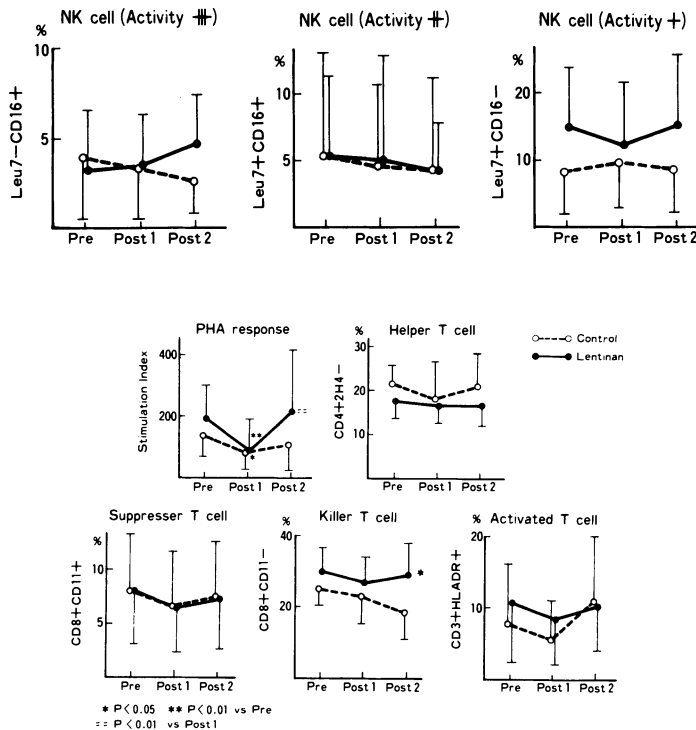 NK cell (Activity ⧻) NK cell (Activity ++) NK cell (Activity +)
%
10
5
Leu7−CD16+
Pre Post 1 Post 2
%
10
5
Leu7+CD16+
Pre Post 1 Post 2
%
20
10
Leu7+CD16−
Pre Post 1 Post 2
PHA response
400
200
Stimulation Index
**
*
==
Pre Post 1 Post 2
Helper T cell
%
30
20
10
CD4+2H4−
Pre Post 1 Post 2
Control
Lentinan
Suppresser T cell
%
10
5
CD8+CD11+
Pre Post 1 Post 2
Killer T cell
%
40
20
CD8+CD11−
*
Pre Post 1 Post 2
% Activated T cell
20
10
CD3+HLADR+
Pre Post 1 Post 2
* P<0.05 ** P<0.01 vs Pre
== P<0.01 vs Post1